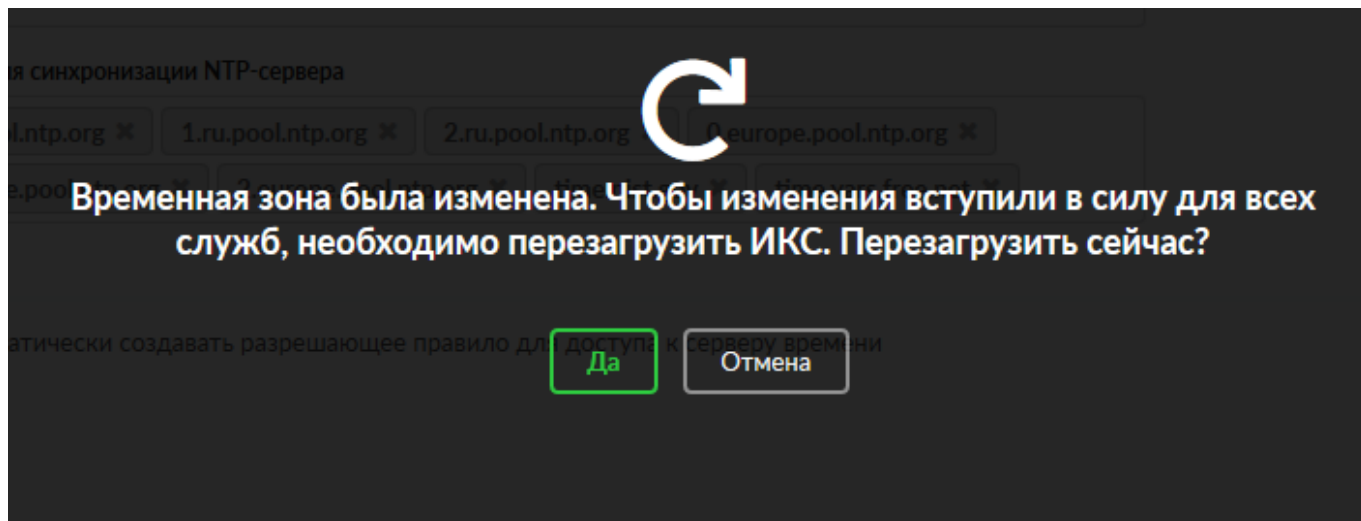 я синхронизации NTP-сервера
l.ntp.org ✖ 1.ru.pool.ntp.org ✖ 2.ru.pool.ntp.org 0.europe.pool.ntp.org ✖
Временная зона была изменена. Чтобы изменения вступили в силу для всех
служб, необходимо перезагрузить ИКС. Перезагрузить сейчас?
атически создавать разрешающее правило для доступа к серверу времени
Да Отмена